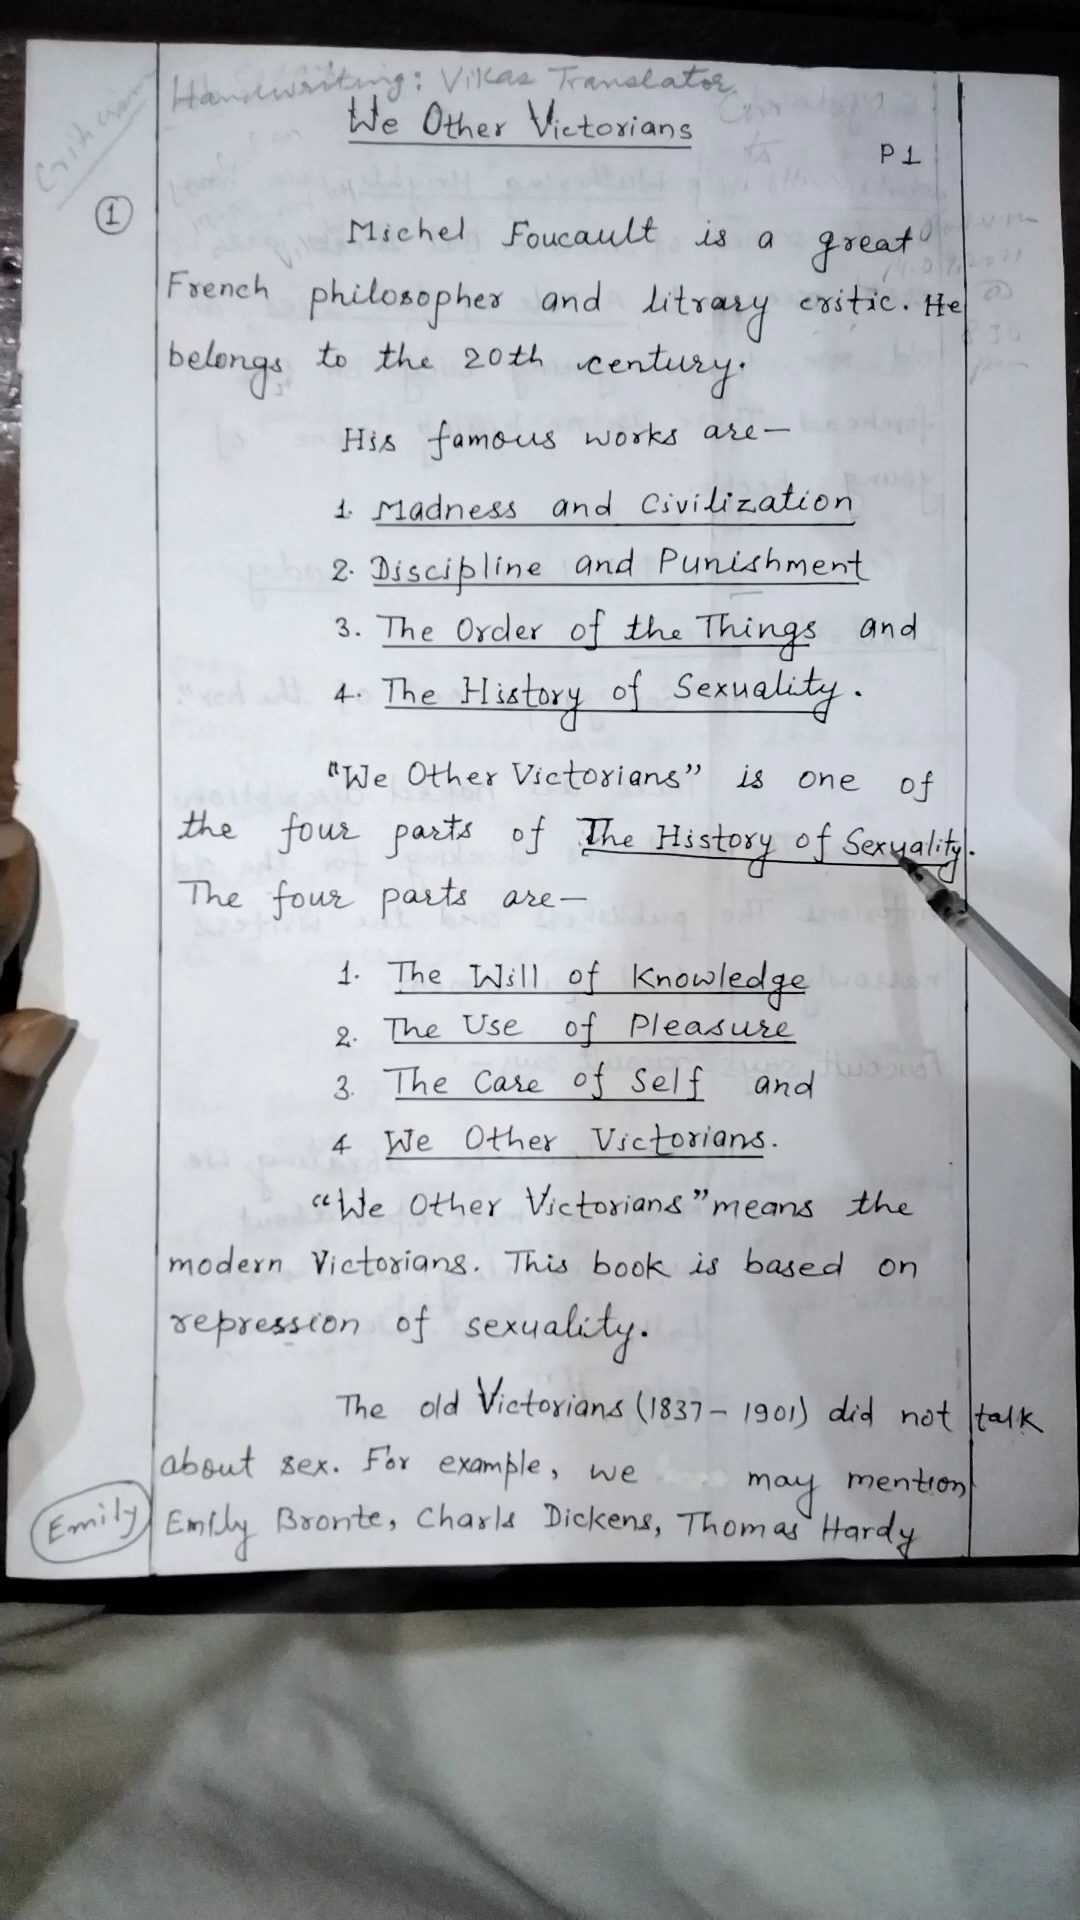 Criticism
Handwriting: Vikas Translator
We Other Victorians
P1
1
Michel Foucault is a great
French philosopher and litrary critic. He
belongs to the 20th century.
His famous works are—
1. Madness and Civilization
2. Discipline and Punishment
3. The Order of the Things and
4. The History of Sexuality.
"We Other Victorians" is one of
the four parts of The History of Sexuality.
The four parts are—
1. The Will of Knowledge
2. The Use of Pleasure
3. The Care of Self and
4 We Other Victorians.
"We Other Victorians" means the
modern Victorians. This book is based on
repression of sexuality.
The old Victorians (1837-1901) did not talk
about sex. For example, we may mention
Emily Emily Bronte, Charls Dickens, Thomas Hardy